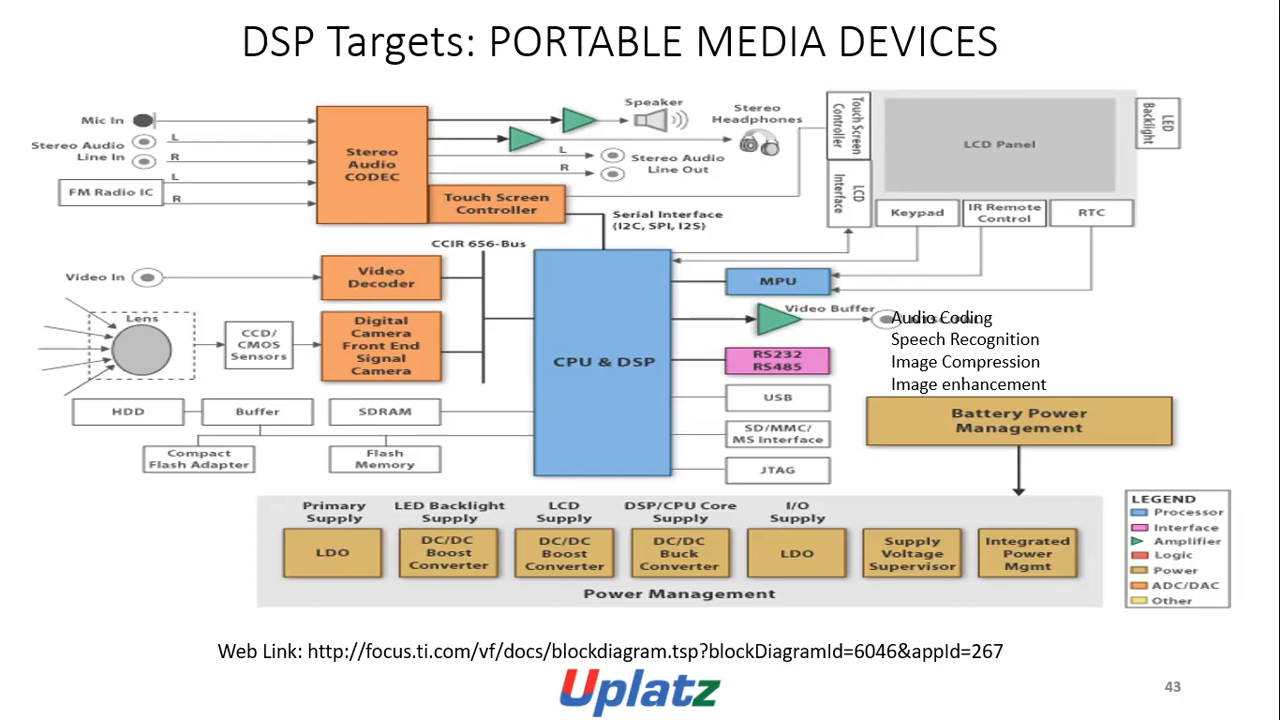 DSP Targets: PORTABLE MEDIA DEVICES
Mic In
Stereo Audio
Line In
L
R
FM Radio IC
L
R
Stereo
Audio
CODEC
Touch Screen
Controller
Speaker
Stereo
Headphones
L
R
Stereo Audio
Line Out
Serial Interface
(I2C, SPI, I2S)
Touch Screen
Controller
LCD
Interface
LCD Panel
LED
Backlight
Keypad
IR Remote
Control
RTC
CCIR 656-Bus
Video In
Video
Decoder
Lens
CCD/
CMOS
Sensors
Digital
Camera
Front End
Signal
Camera
CPU & DSP
MPU
Video Buffer
RS232
RS485
USB
SD/MMC/
MS Interface
JTAG
HDD
Buffer
SDRAM
Compact
Flash Adapter
Flash
Memory
Audio Coding
Speech Recognition
Image Compression
Image enhancement
Battery Power
Management
Primary
Supply
LDO
LED Backlight
Supply
DC/DC
Boost
Converter
LCD
Supply
DC/DC
Boost
Converter
DSP/CPU Core
Supply
DC/DC
Buck
Converter
I/O
Supply
LDO
Supply
Voltage
Supervisor
Integrated
Power
Mgmt
Power Management
LEGEND
Processor
Interface
Amplifier
Logic
Power
ADC/DAC
Other
Web Link: http://focus.ti.com/vf/docs/blockdiagram.tsp?blockDiagramId=6046&appId=267
Uplatz
43